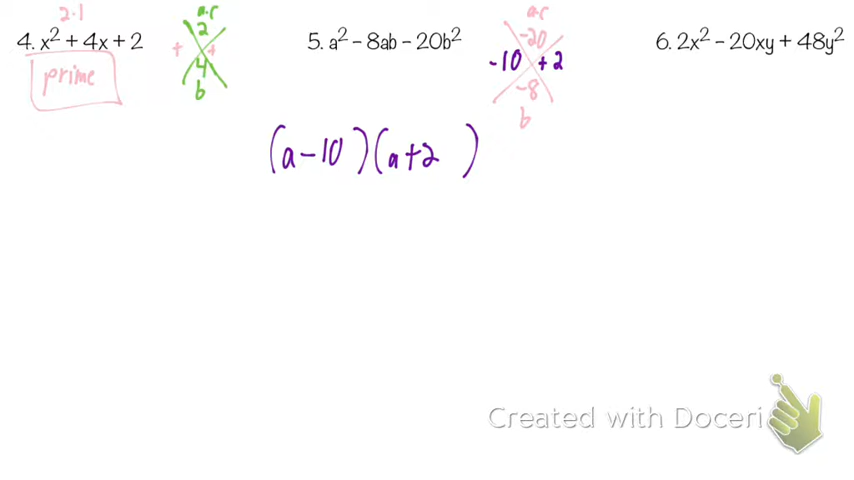 2·1
4. x² + 4x + 2
prime
a·c
2
+ +
4
b
5. a² - 8ab - 20b²
a·c
-20
-10 +2
-8
b
(a-10)(a+2 )
6. 2x² - 20xy + 48y²
Created with Doceri